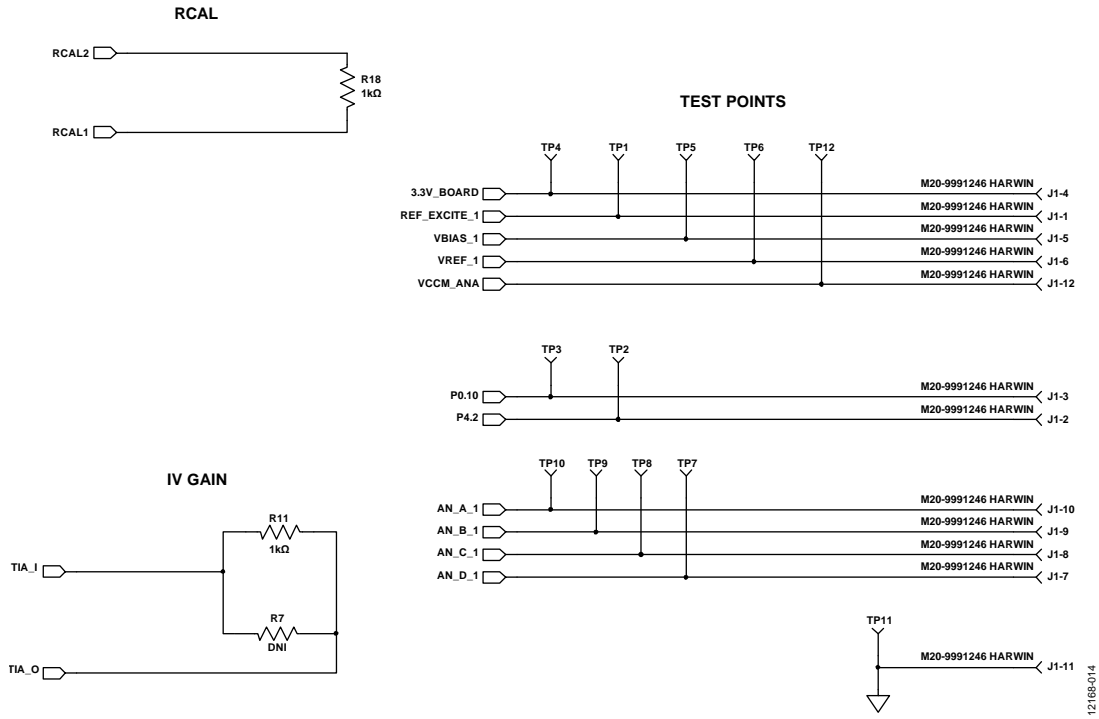 RCAL
RCAL2
R18
1kΩ
RCAL1
TEST POINTS
TP4 TP1 TP5 TP6 TP12
3.3V_BOARD M20-9991246 HARWIN J1-4
REF_EXCITE_1 M20-9991246 HARWIN J1-1
VBIAS_1 M20-9991246 HARWIN J1-5
VREF_1 M20-9991246 HARWIN J1-6
VCCM_ANA M20-9991246 HARWIN J1-12
TP3 TP2
P0.10 M20-9991246 HARWIN J1-3
P4.2 M20-9991246 HARWIN J1-2
TP10 TP9 TP8 TP7
AN_A_1 M20-9991246 HARWIN J1-10
AN_B_1 M20-9991246 HARWIN J1-9
AN_C_1 M20-9991246 HARWIN J1-8
AN_D_1 M20-9991246 HARWIN J1-7
IV GAIN
R11
1kΩ
TIA_I
R7
DNI
TIA_O
TP11
M20-9991246 HARWIN J1-11
12168-014